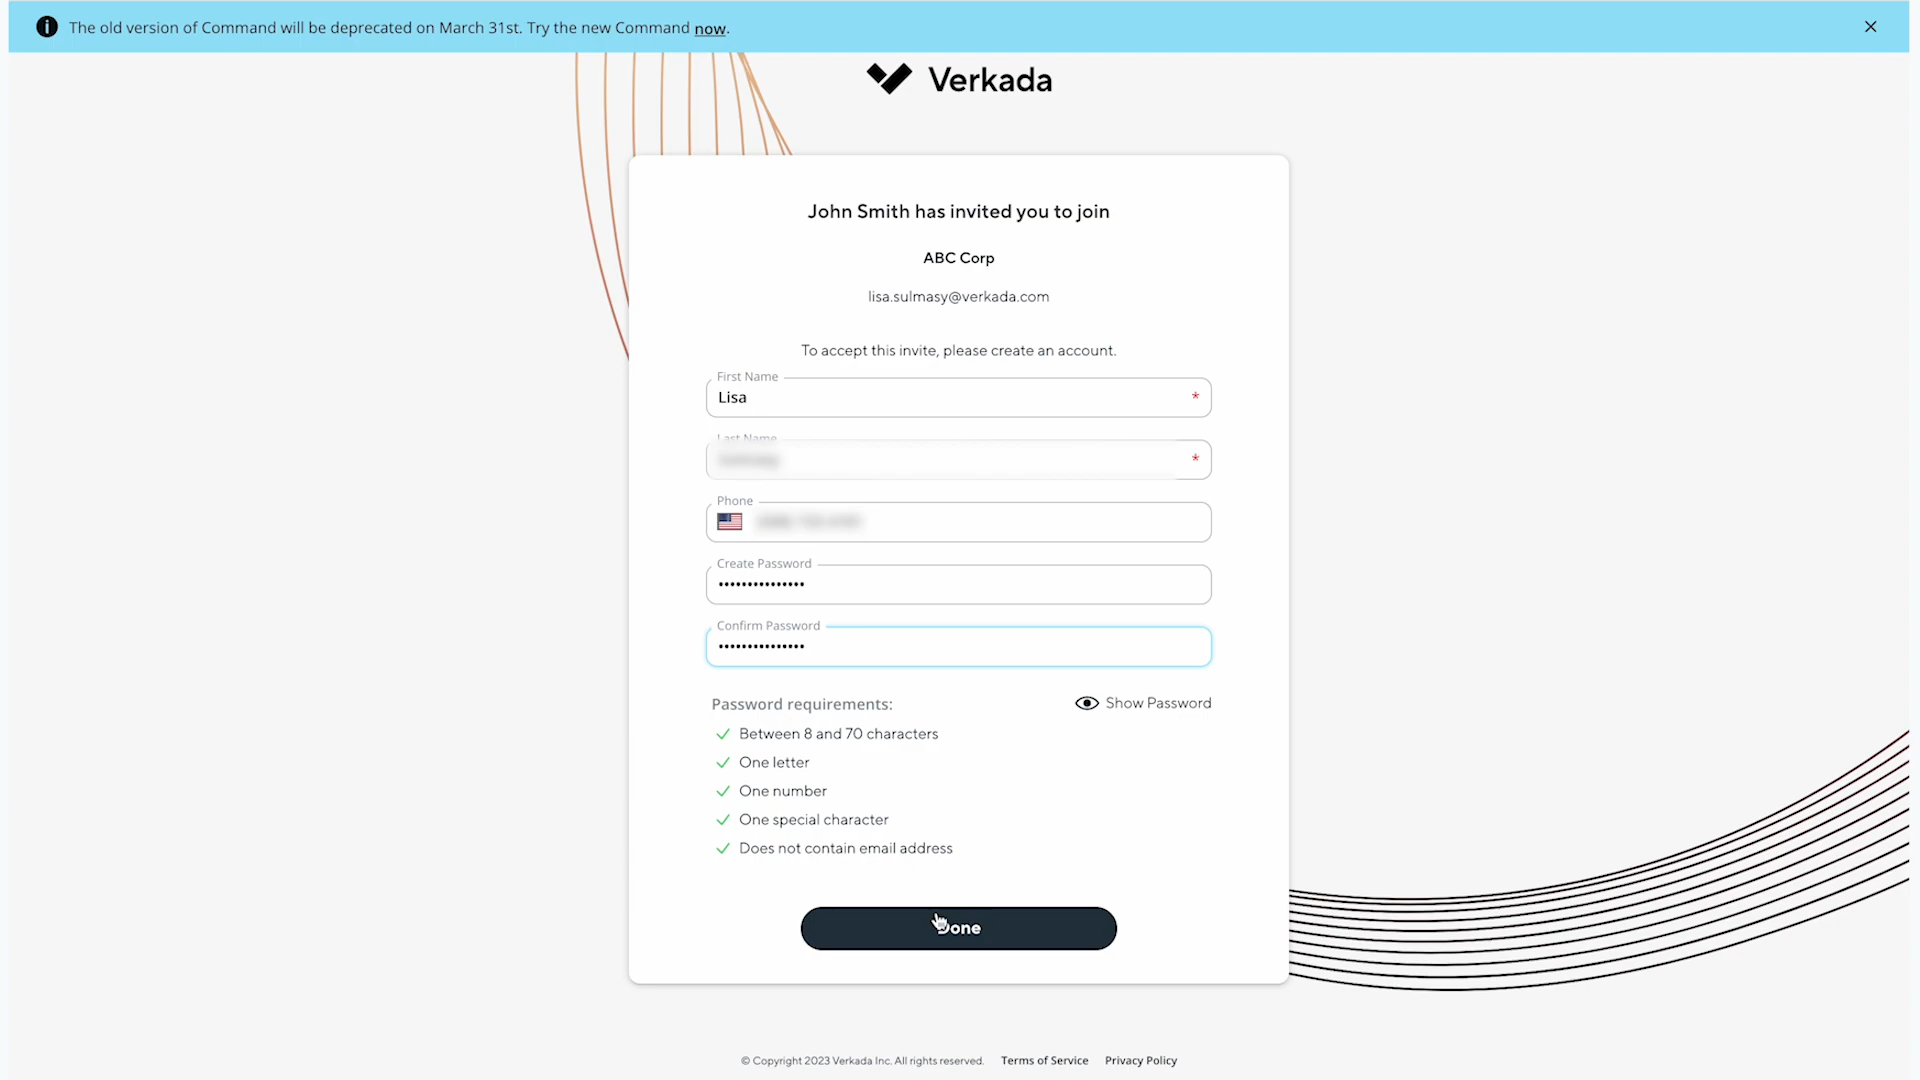 The old version of Command will be deprecated on March 31st. Try the new Command now.
Verkada
John Smith has invited you to join
ABC Corp
lisa.sulmasy@verkada.com
To accept this invite, please create an account.
First Name
Lisa
*
Last Name
*
Phone
Create Password
•••••••••••••••
Confirm Password
•••••••••••••••
Password requirements:
Show Password
Between 8 and 70 characters
One letter
One number
One special character
Does not contain email address
Done
© Copyright 2023 Verkada Inc. All rights reserved. Terms of Service Privacy Policy